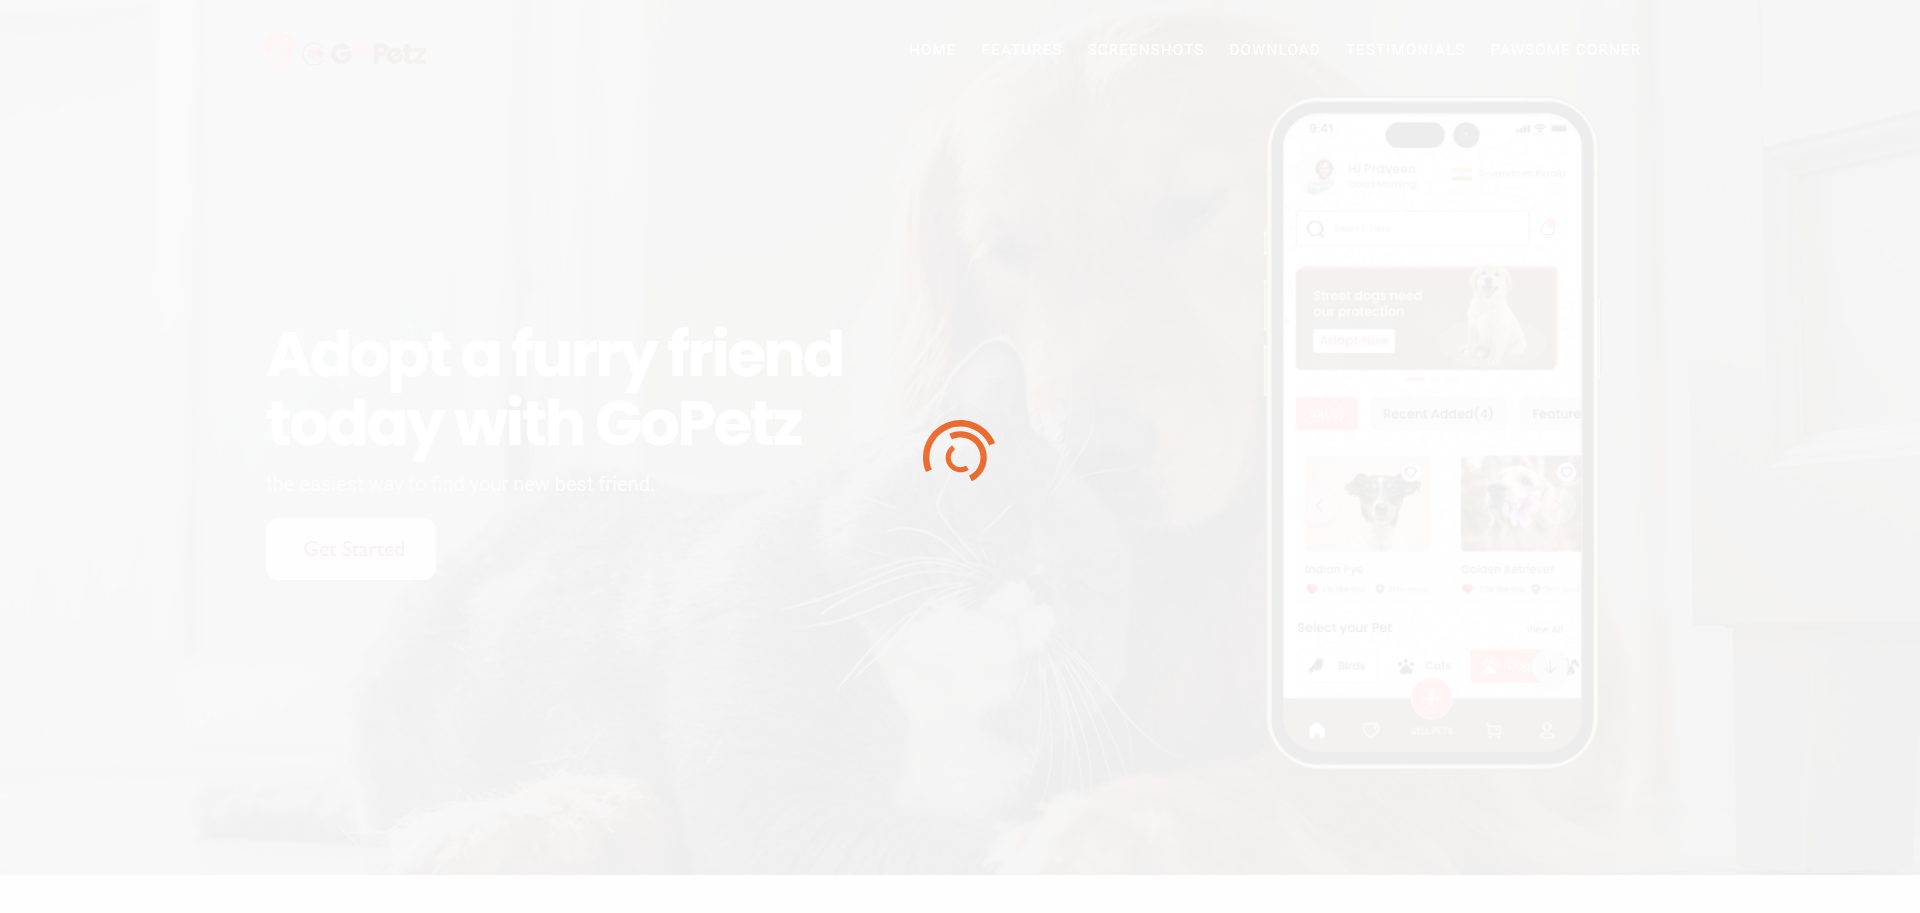 GoPetz
HOME FEATURES SCREENSHOTS DOWNLOAD TESTIMONIALS PAWSOME CORNER
Adopt a furry friend
today with GoPetz
the easiest way to find your new best friend.
Get Started
9:41
Hi Praveen
Good Morning!
Search here
Street dogs need
our protection
Adopt Now
All(6) Recent Added(4) Feature
Indian Pye Golden Retriever
Select your Pet View All
Birds Cats